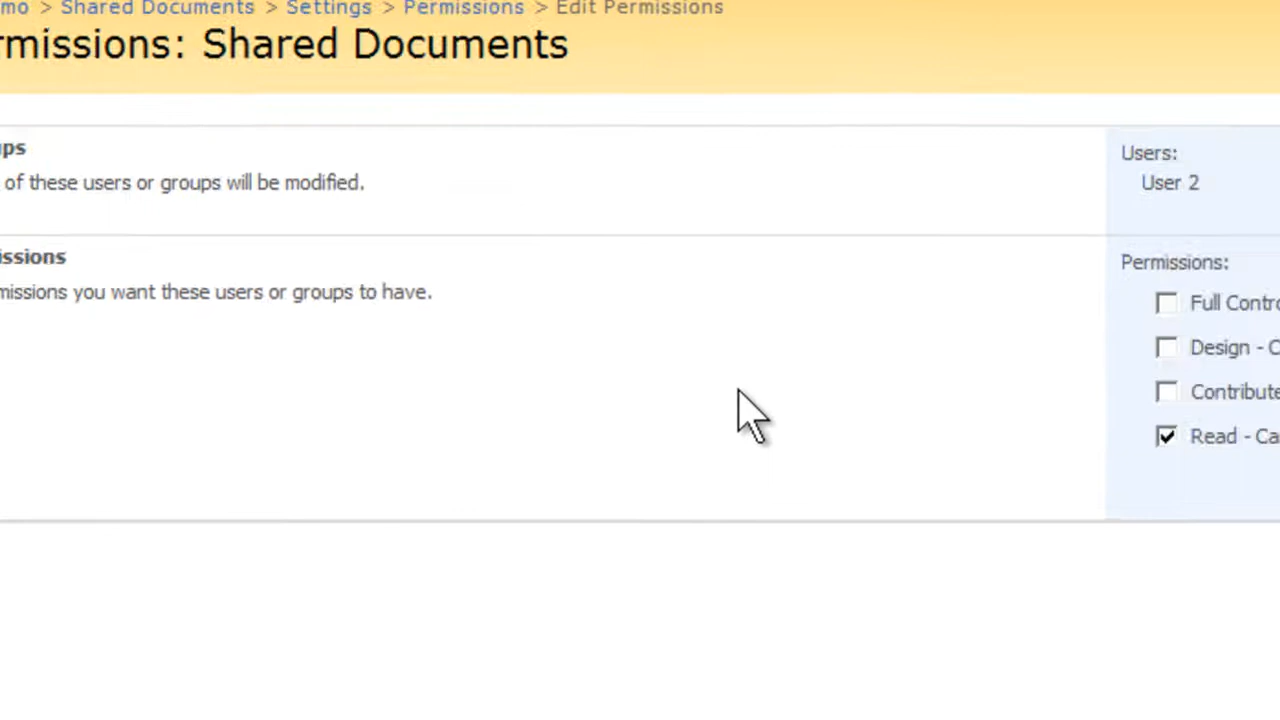 mo > Shared Documents > Settings > Permissions > Edit Permissions
rmissions: Shared Documents
ups
of these users or groups will be modified.
Users:
User 2
issions
missions you want these users or groups to have.
Permissions:
Full Contro
Design - C
Contribute
Read - Ca